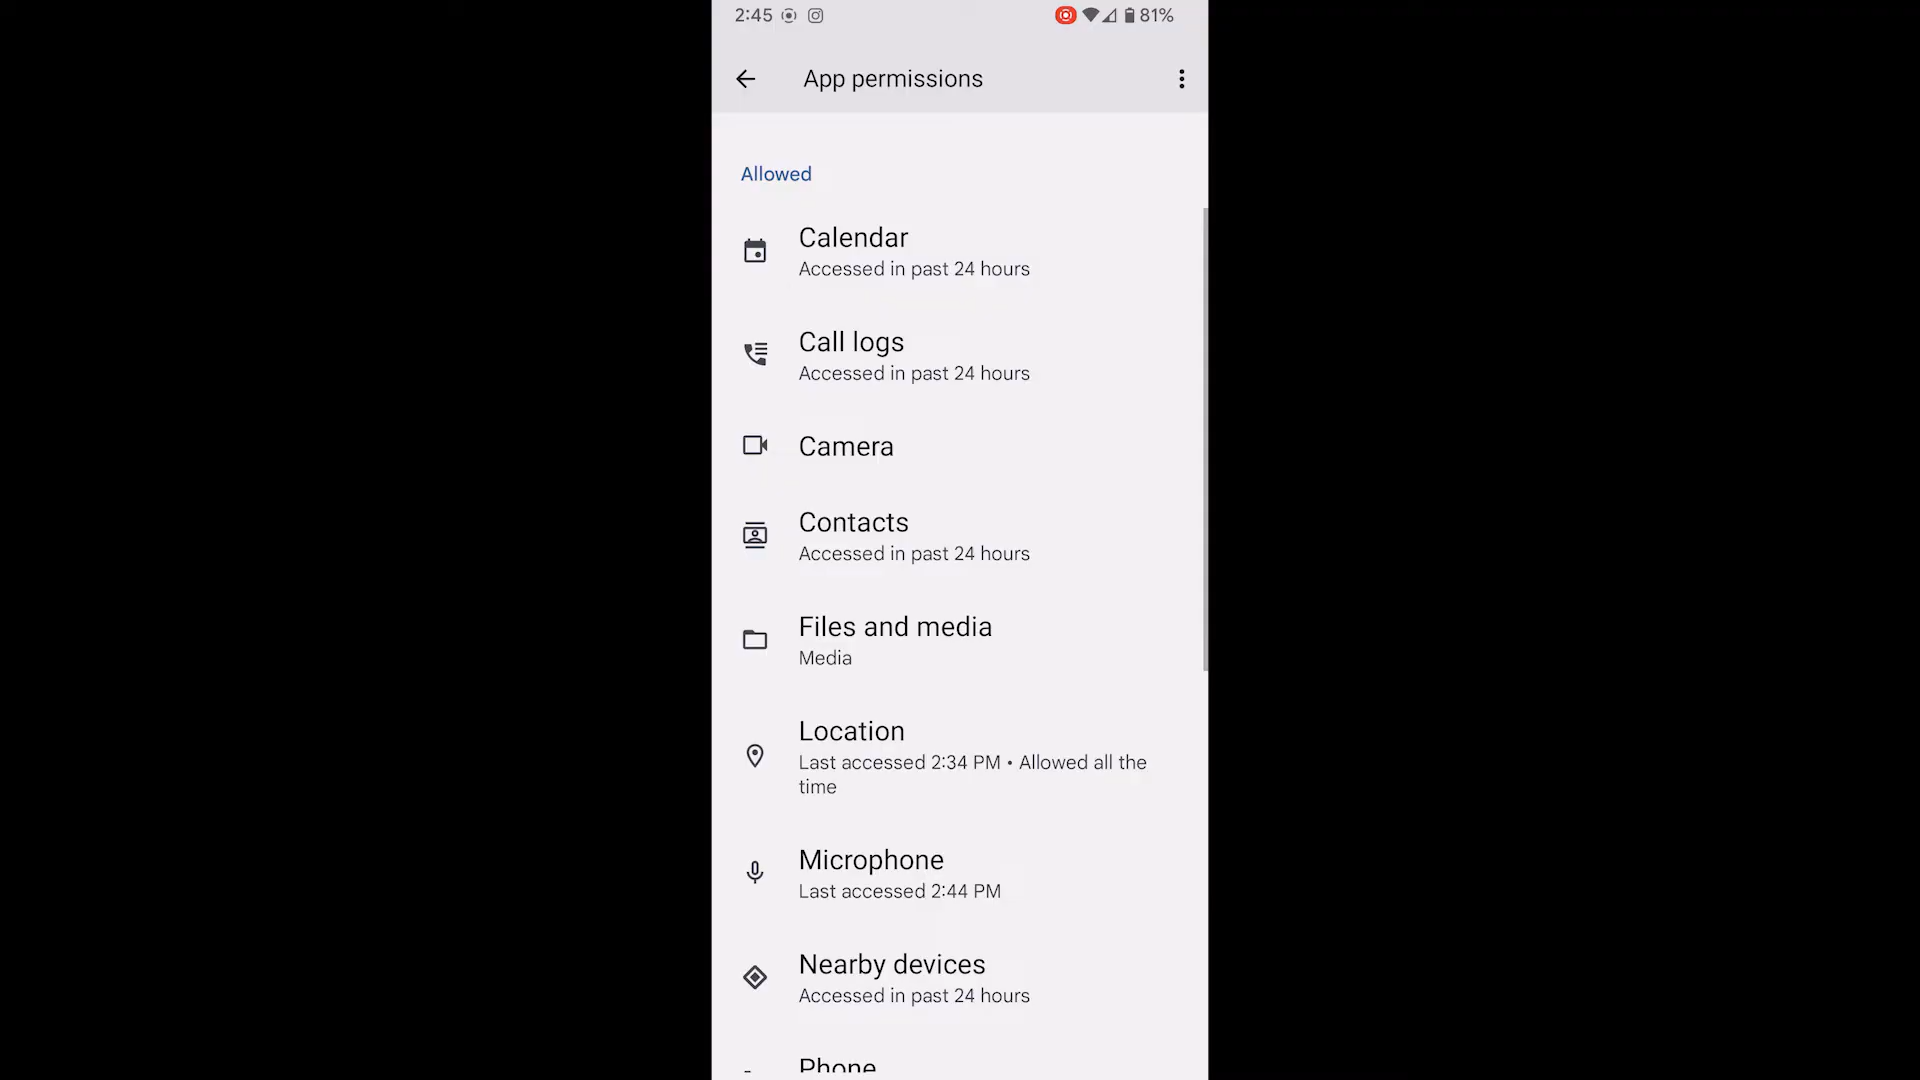 2:45
81%
App permissions
Allowed
Calendar
Accessed in past 24 hours
Call logs
Accessed in past 24 hours
Camera
Contacts
Accessed in past 24 hours
Files and media
Media
Location
Last accessed 2:34 PM • Allowed all the
time
Microphone
Last accessed 2:44 PM
Nearby devices
Accessed in past 24 hours
Phone